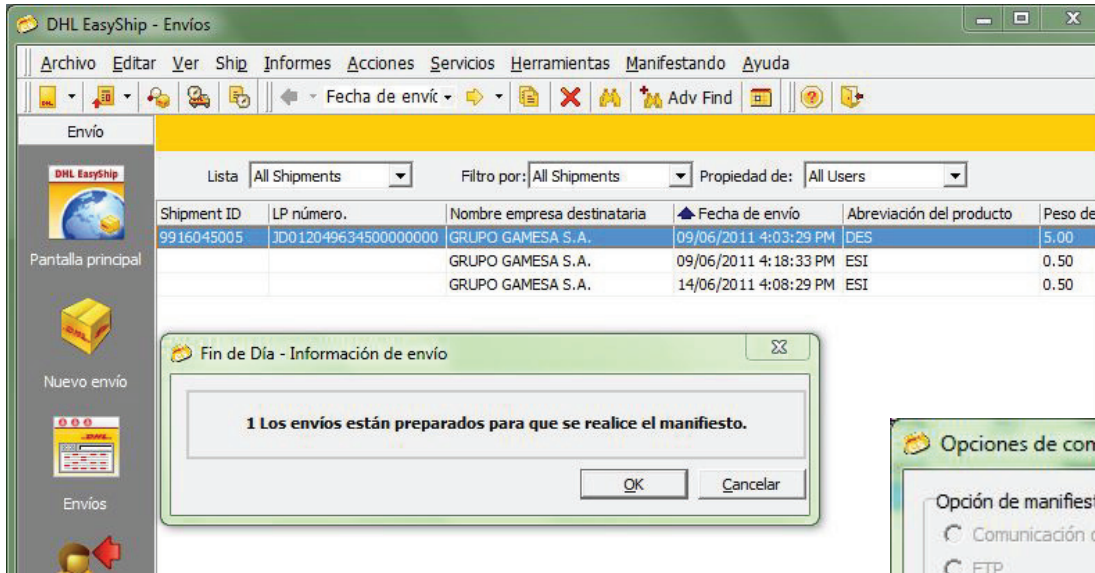 DHL EasyShip - Envíos
Archivo Editar Ver Ship Informes Acciones Servicios Herramientas Manifestando Ayuda
Fecha de envíc Adv Find
Envío
DHL EasyShip
Lista All Shipments Filtro por: All Shipments Propiedad de: All Users
Shipment ID LP número. Nombre empresa destinataria Fecha de envío Abreviación del producto Peso de
9916045005 JD012049634500000000 GRUPO GAMESA S.A. 09/06/2011 4:03:29 PM DES 5.00
GRUPO GAMESA S.A. 09/06/2011 4:18:33 PM ESI 0.50
GRUPO GAMESA S.A. 14/06/2011 4:08:29 PM ESI 0.50
Pantalla principal
Nuevo envío
Envíos
Fin de Día - Información de envío
1 Los envíos están preparados para que se realice el manifiesto.
OK Cancelar
Opciones de com
Opción de manifiest
Comunicación
FTP